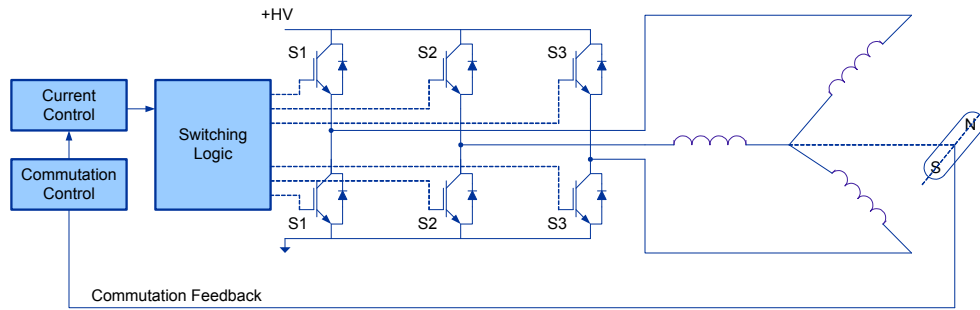 +HV
S1
S2
S3
Current
Control
Switching
Logic
Commutation
Control
N
S
S1
S2
S3
Commutation Feedback